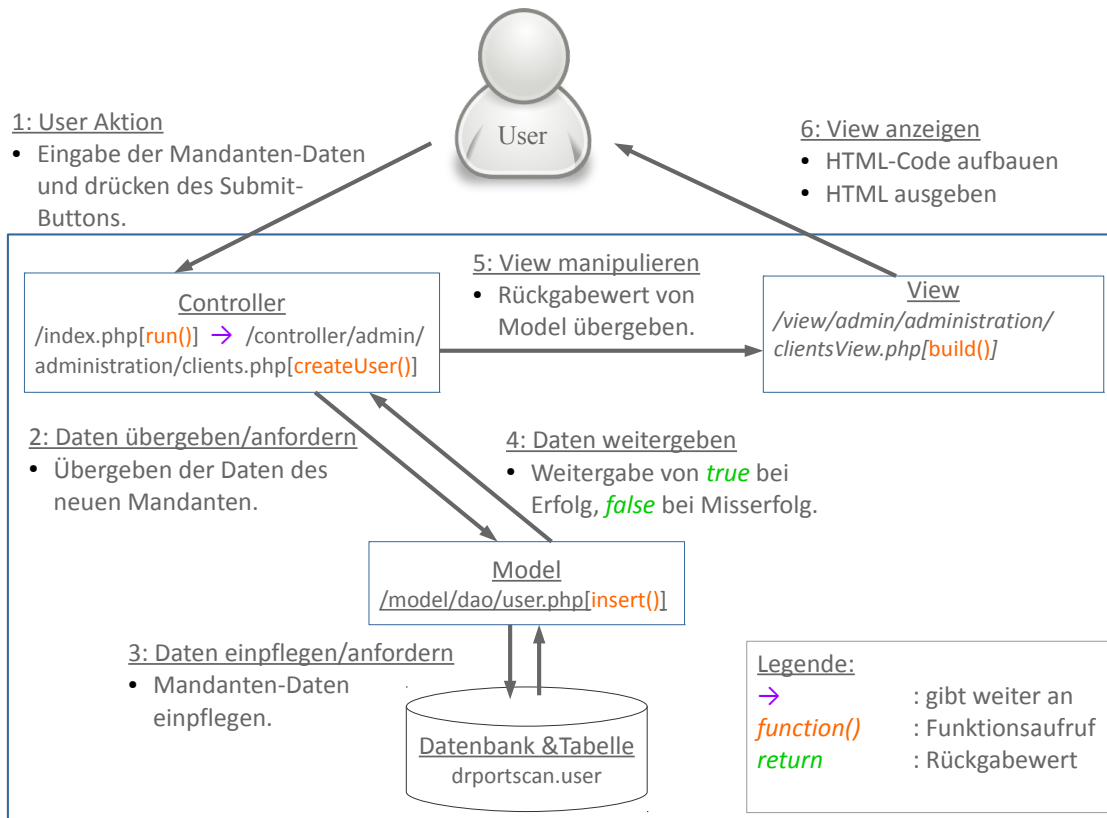 User
1: User Aktion
• Eingabe der Mandanten-Daten
und drücken des Submit-
Buttons.
6: View anzeigen
• HTML-Code aufbauen
• HTML ausgeben
5: View manipulieren
• Rückgabewert von
Model übergeben.
Controller
/index.php[run()] → /controller/admin/
administration/clients.php[createUser()]
View
/view/admin/administration/
clientsView.php[build()]
2: Daten übergeben/anfordern
• Übergeben der Daten des
neuen Mandanten.
4: Daten weitergeben
• Weitergabe von true bei
Erfolg, false bei Misserfolg.
Model
/model/dao/user.php[insert()]
3: Daten einpflegen/anfordern
• Mandanten-Daten
einpflegen.
Datenbank &Tabelle
drportscan.user
Legende:
→ : gibt weiter an
function() : Funktionsaufruf
return : Rückgabewert